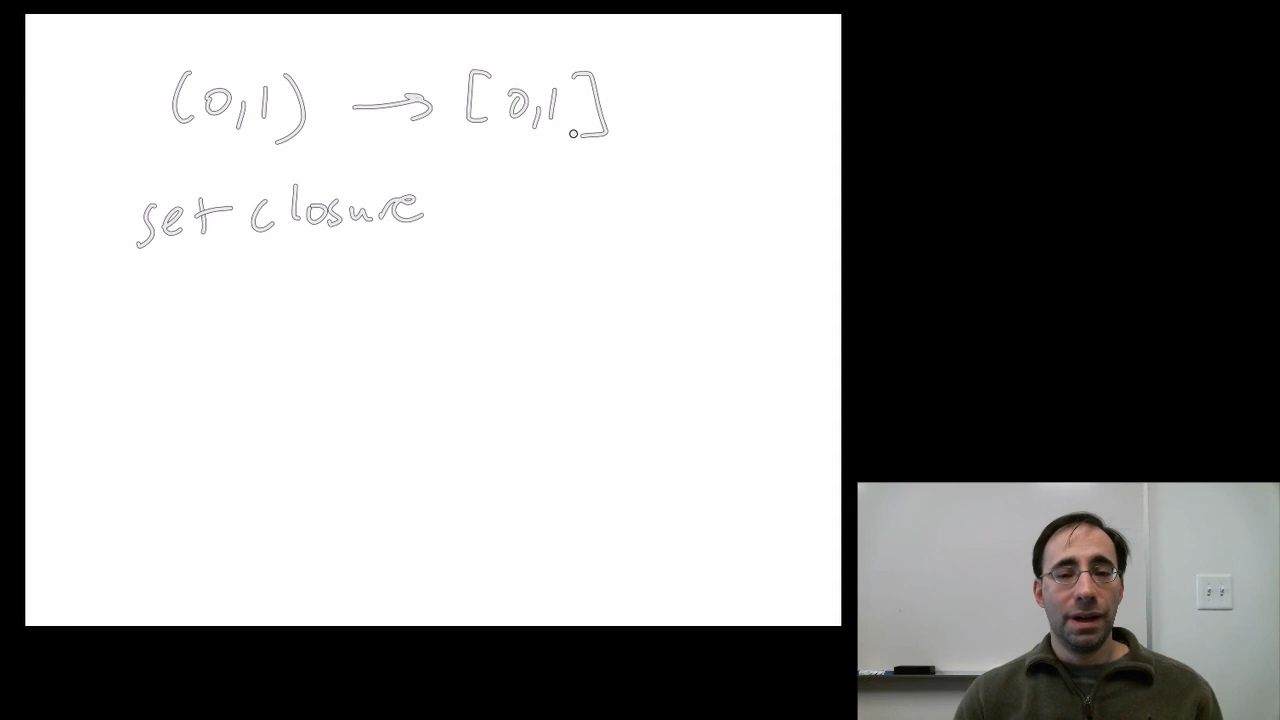 (0,1) → [0,1]
set closure